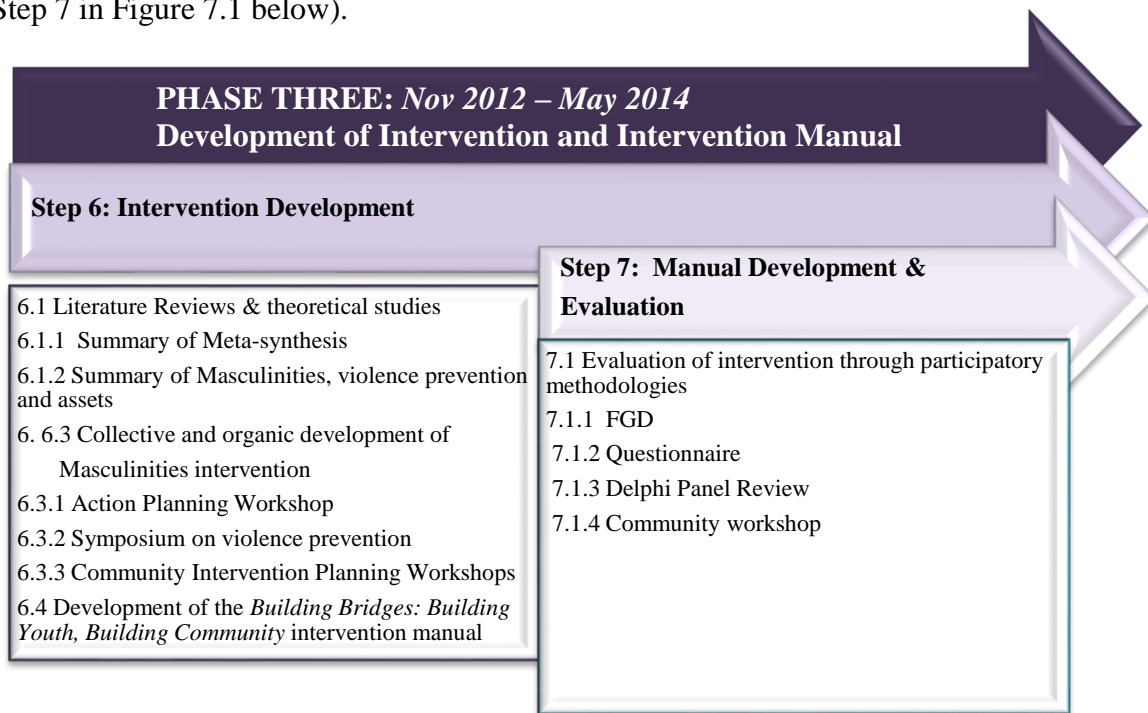 Step 7 in Figure 7.1 below).
PHASE THREE: Nov 2012 – May 2014
Development of Intervention and Intervention Manual
Step 6: Intervention Development
6.1 Literature Reviews & theoretical studies
6.1.1 Summary of Meta-synthesis
6.1.2 Summary of Masculinities, violence prevention
and assets
6. 6.3 Collective and organic development of
Masculinities intervention
6.3.1 Action Planning Workshop
6.3.2 Symposium on violence prevention
6.3.3 Community Intervention Planning Workshops
6.4 Development of the Building Bridges: Building
Youth, Building Community intervention manual
Step 7: Manual Development &
Evaluation
7.1 Evaluation of intervention through participatory
methodologies
7.1.1 FGD
7.1.2 Questionnaire
7.1.3 Delphi Panel Review
7.1.4 Community workshop